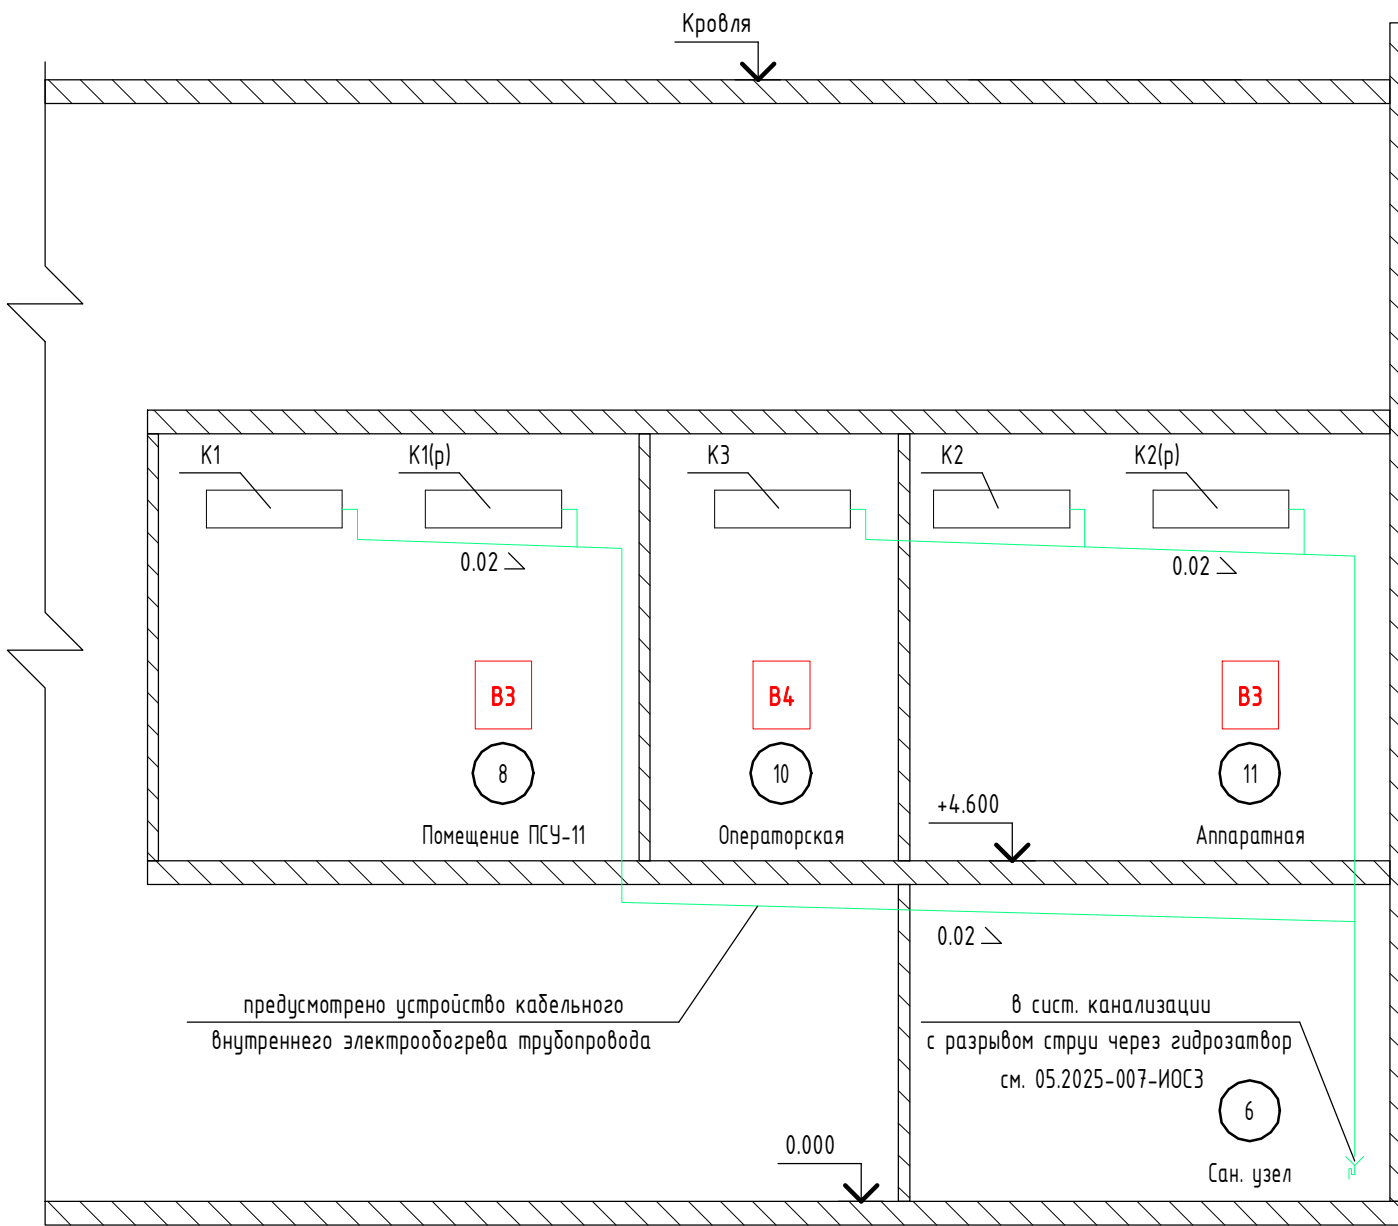 Кровля
К1
К1(р)
К3
К2
К2(р)
0.02
0.02
В3
В4
В3
8
10
11
+4.600
Помещение ПСУ-11
Операторская
Аппаратная
0.02
предусмотрено устройство кабельного
внутреннего электрообогрева трубопровода
в сист. канализации
с разрывом струи через гидрозатвор
см. 05.2025-007-ИОС3
6
0.000
Сан. узел